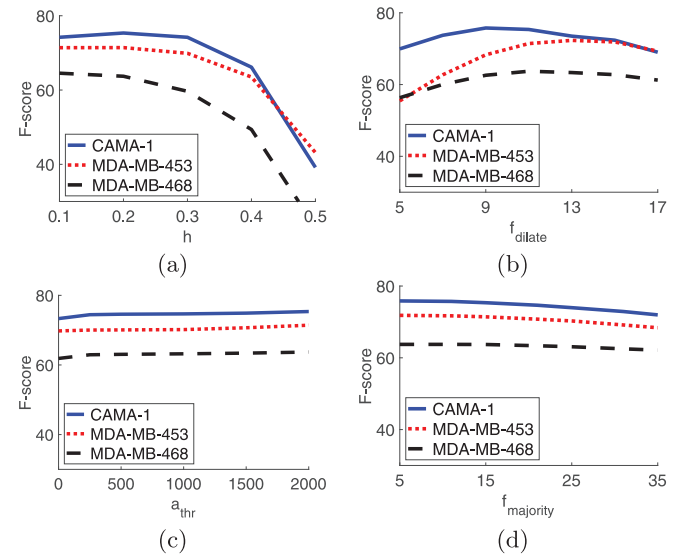 80
60
40
F-score
CAMA-1
MDA-MB-453
MDA-MB-468
0.1 0.2 0.3 0.4 0.5
h
(a)
80
60
40
F-score
CAMA-1
MDA-MB-453
MDA-MB-468
5 9 13 17
f_dilate
(b)
80
60
40
F-score
CAMA-1
MDA-MB-453
MDA-MB-468
0 500 1000 1500 2000
a_thr
(c)
80
60
40
F-score
CAMA-1
MDA-MB-453
MDA-MB-468
5 15 25 35
f_majority
(d)